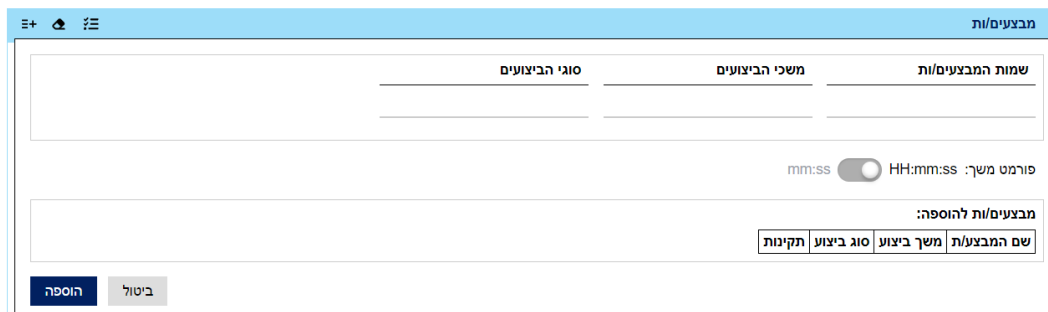 מבצעים/ות
שמות המבצעים/ות משכי הביצועים סוגי הביצועים
פורמט משך: HH:mm:ss mm:ss
מבצעים/ות להוספה:
שם המבצע/ת משך ביצוע סוג ביצוע תקינות
ביטול הוספה